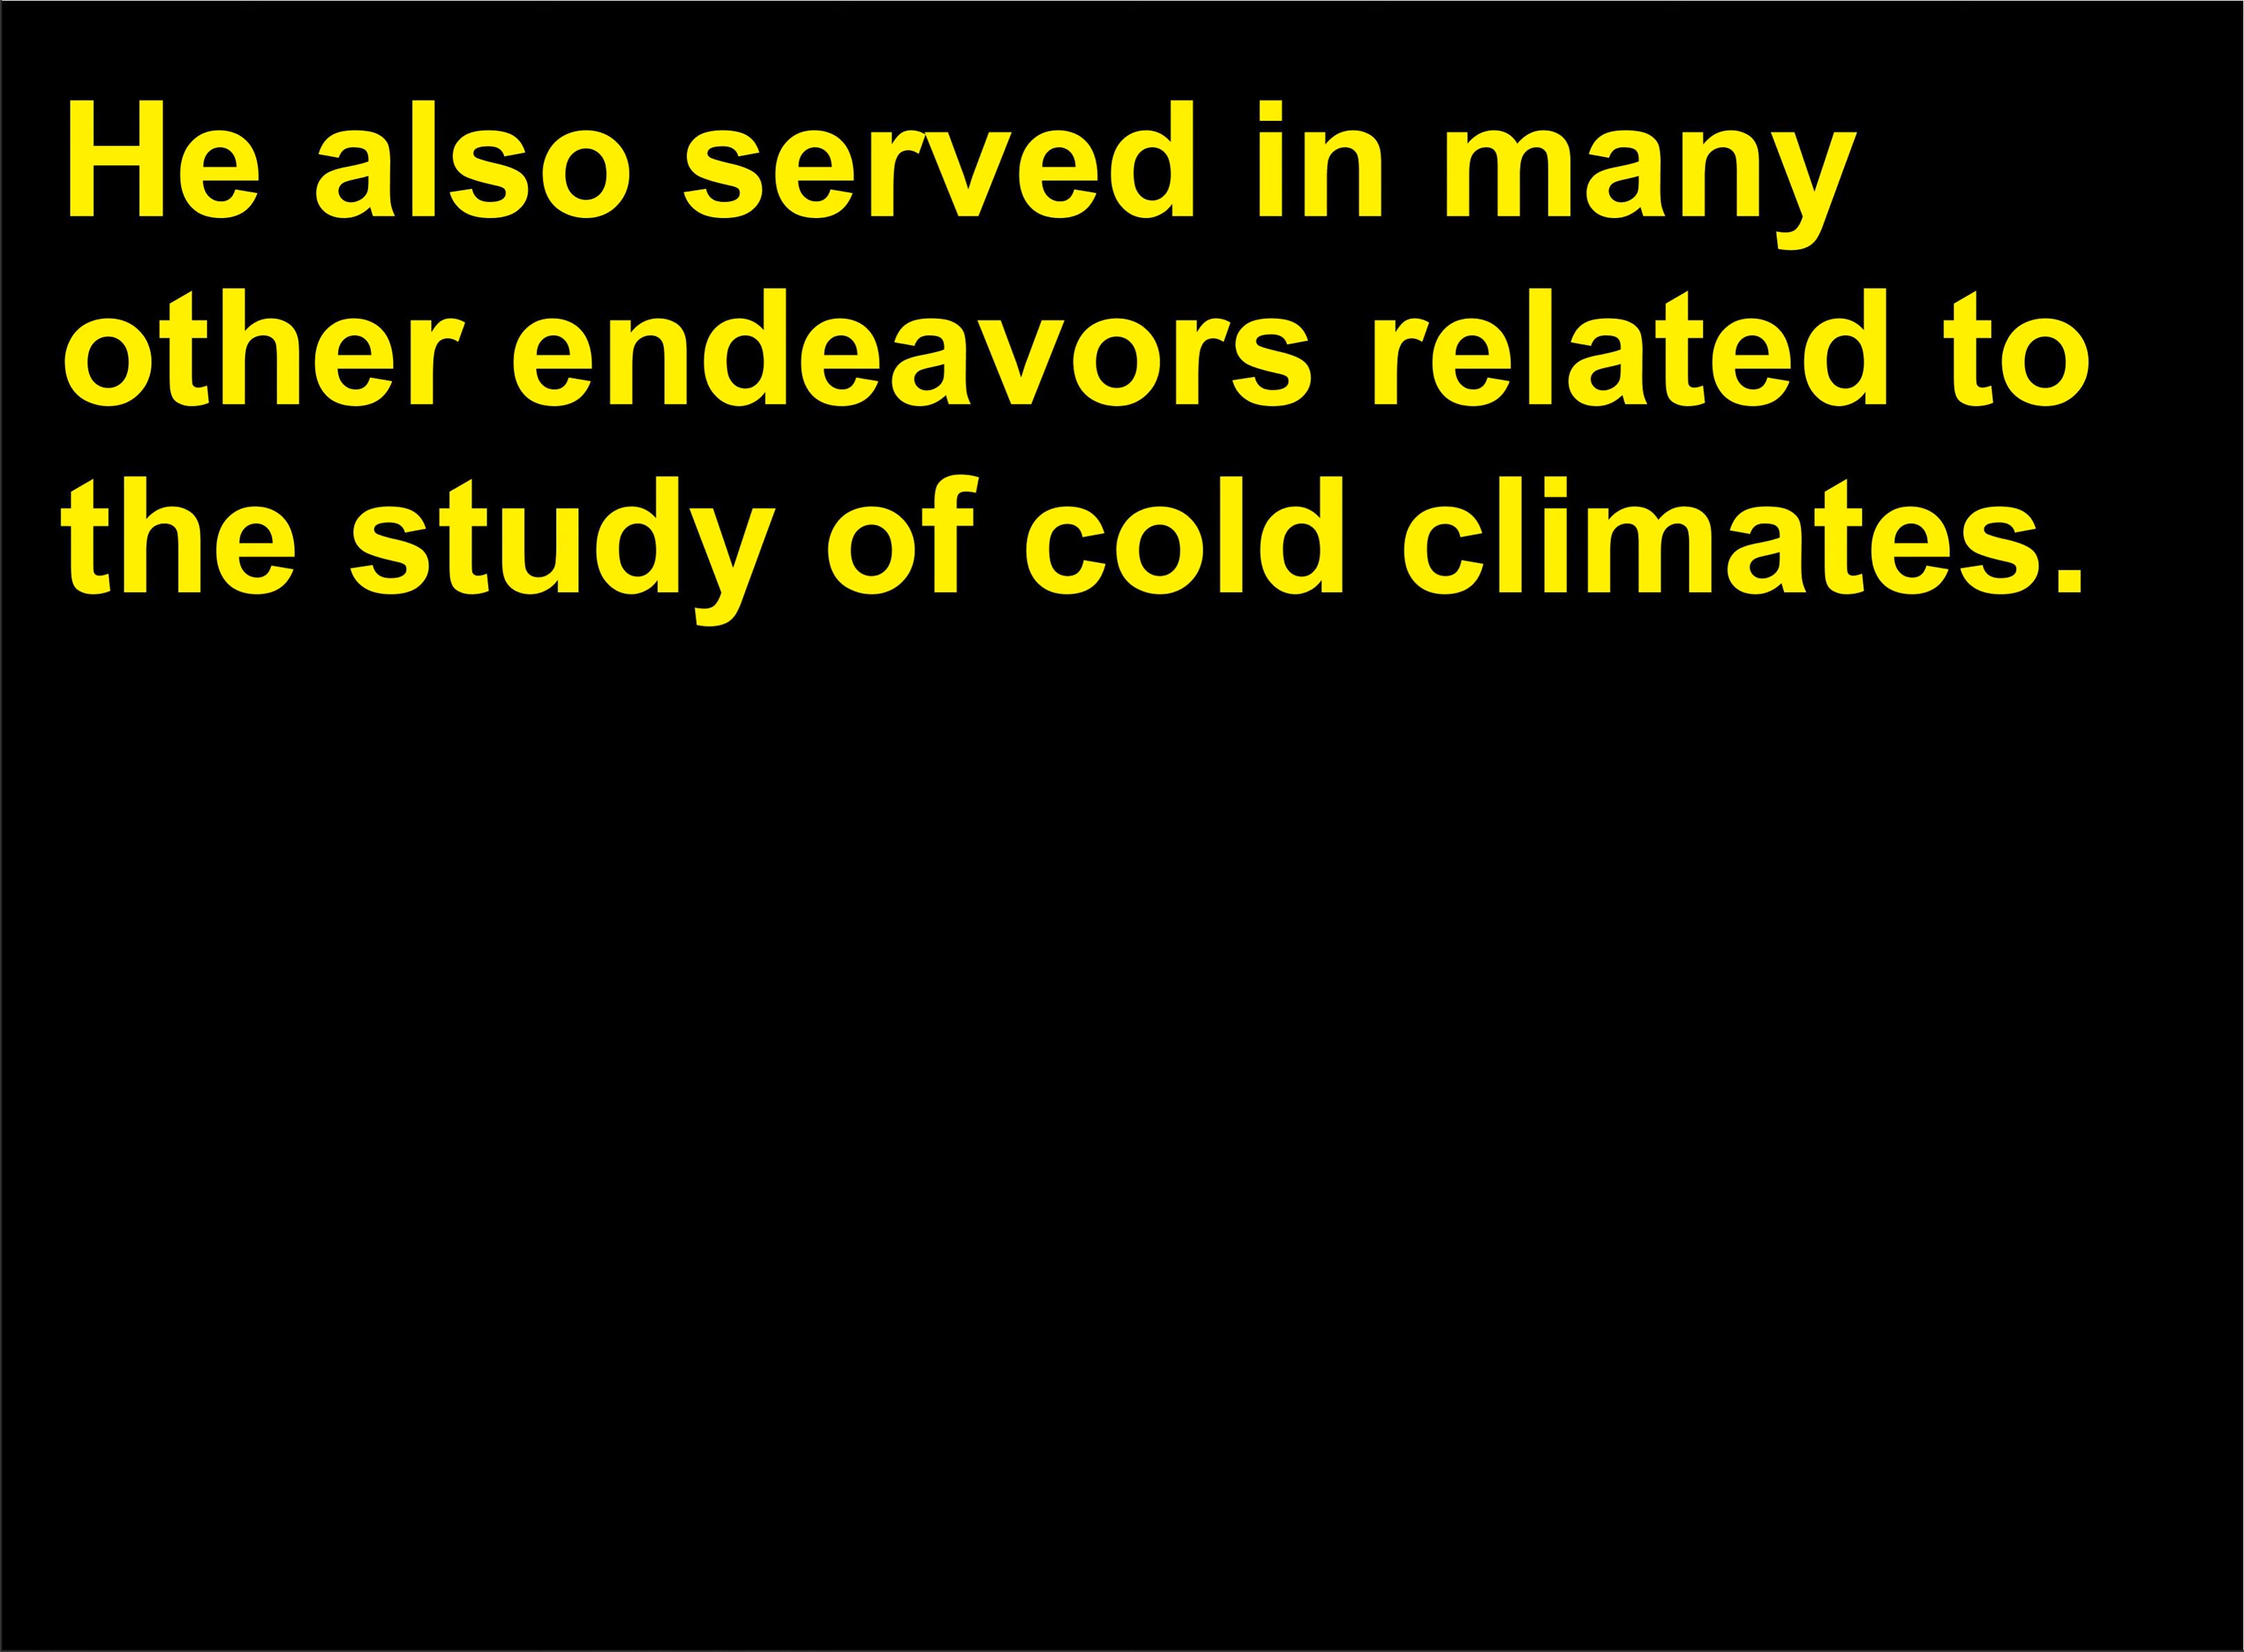 He also served in many
other endeavors related to
the study of cold climates.